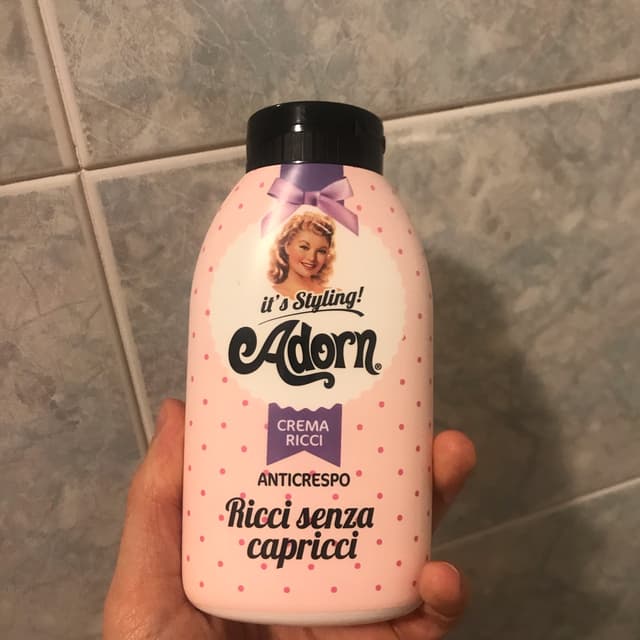 it's Styling!
Adorn®
CREMA
RICCI
ANTICRESPO
Ricci senza
capricci